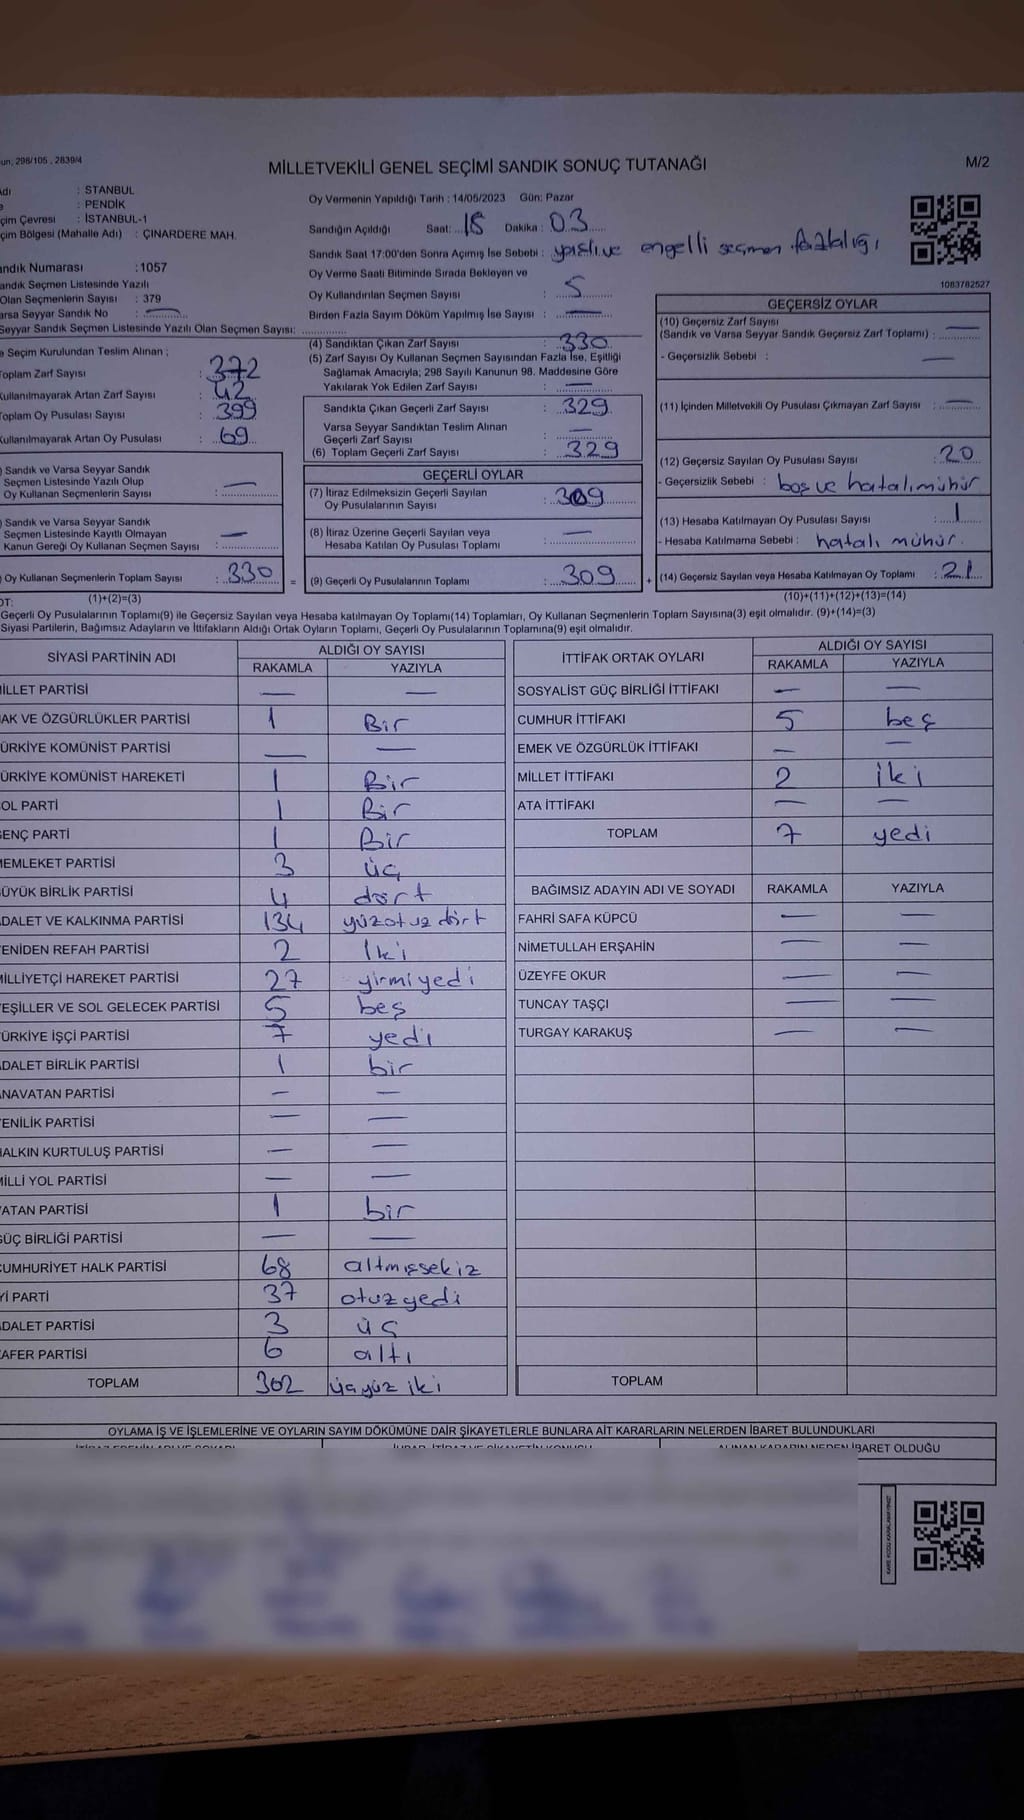 un, 298/105 , 2839/4
MİLLETVEKİLİ GENEL SEÇİMİ SANDIK SONUÇ TUTANAĞI
M/2
: STANBUL
: PENDİK
çim Çevresi : İSTANBUL-1
çim Bölgesi (Mahalle Adı) : ÇINARDERE MAH.
andık Numarası :1057
andık Seçmen Listesinde Yazılı
Olan Seçmenlerin Sayısı : 379
arsa Seyyar Sandık No : —
Seyyar Sandık Seçmen Listesinde Yazılı Olan Seçmen Sayısı:
Oy Vermenin Yapıldığı Tarih : 14/05/2023 Gün: Pazar
Sandığın Açıldığı Saat: 18 Dakika : 03
Sandık Saat 17:00'den Sonra Açımış İse Sebebi : yaşlı ve engelli seçmen fazlalığı
Oy Verme Saati Bitiminde Sırada Bekleyen ve
Oy Kullandırılan Seçmen Sayısı : 5
Birden Fazla Sayım Döküm Yapılmış İse Sayısı : —
1083782527
e Seçim Kurulundan Teslim Alınan ;
oplam Zarf Sayısı : 372
ullanılmayarak Artan Zarf Sayısı : 42
oplam Oy Pusulası Sayısı : 399
ullanılmayarak Artan Oy Pusulası : 69
(4) Sandıktan Çıkan Zarf Sayısı : 330
(5) Zarf Sayısı Oy Kullanan Seçmen Sayısından Fazla İse, Eşitliği
Sağlamak Amacıyla; 298 Sayılı Kanunun 98. Maddesine Göre
Yakılarak Yok Edilen Zarf Sayısı : —
Sandıkta Çıkan Geçerli Zarf Sayısı : 329
Varsa Seyyar Sandıktan Teslim Alınan
Geçerli Zarf Sayısı : —
(6) Toplam Geçerli Zarf Sayısı : 329
GEÇERSİZ OYLAR
(10) Geçersiz Zarf Sayısı
(Sandık ve Varsa Seyyar Sandık Geçersiz Zarf Toplamı) : —
- Geçersizlik Sebebi : —
(11) İçinden Milletvekili Oy Pusulası Çıkmayan Zarf Sayısı : —
(12) Geçersiz Sayılan Oy Pusulası Sayısı : 20
- Geçersizlik Sebebi : boş ve hatalı mühür
(13) Hesaba Katılmayan Oy Pusulası Sayısı : 1
- Hesaba Katılmama Sebebi : hatalı mühür.
(14) Geçersiz Sayılan veya Hesaba Katılmayan Oy Toplamı : 21
(10)+(11)+(12)+(13)=(14)
) Sandık ve Varsa Seyyar Sandık
Seçmen Listesinde Yazılı Olup
Oy Kullanan Seçmenlerin Sayısı : —
) Sandık ve Varsa Seyyar Sandık
Seçmen Listesinde Kayıtlı Olmayan
Kanun Gereği Oy Kullanan Seçmen Sayısı : —
) Oy Kullanan Seçmenlerin Toplam Sayısı : 330 =
(1)+(2)=(3)
GEÇERLİ OYLAR
(7) İtiraz Edilmeksizin Geçerli Sayılan
Oy Pusulalarının Sayısı : 309
(8) İtiraz Üzerine Geçerli Sayılan veya
Hesaba Katılan Oy Pusulası Toplamı : —
(9) Geçerli Oy Pusulalarının Toplamı : 309 +
OT:
Geçerli Oy Pusulalarının Toplamı(9) ile Geçersiz Sayılan veya Hesaba katılmayan Oy Toplamı(14) Toplamları, Oy Kullanan Seçmenlerin Toplam Sayısına(3) eşit olmalıdır. (9)+(14)=(3)
Siyasi Partilerin, Bağımsız Adayların ve İttifakların Aldığı Ortak Oyların Toplamı, Geçerli Oy Pusulalarının Toplamına(9) eşit olmalıdır.
SİYASİ PARTİNİN ADI ALDIĞI OY SAYISI
RAKAMLA YAZIYLA
İLLET PARTİSİ — —
AK VE ÖZGÜRLÜKLER PARTİSİ 1 Bir
ÜRKİYE KOMÜNİST PARTİSİ — —
ÜRKİYE KOMÜNİST HAREKETİ 1 Bir
OL PARTİ 1 Bir
ENÇ PARTİ 1 Bir
EMLEKET PARTİSİ 3 üç
ÜYÜK BİRLİK PARTİSİ 4 dört
DALET VE KALKINMA PARTİSİ 134 yüzotuz dört
ENİDEN REFAH PARTİSİ 2 İki
İLLİYETÇİ HAREKET PARTİSİ 27 yirmiyedi
EŞİLLER VE SOL GELECEK PARTİSİ 5 beş
ÜRKİYE İŞÇİ PARTİSİ 7 yedi
DALET BİRLİK PARTİSİ 1 bir
NAVATAN PARTİSİ — —
ENİLİK PARTİSİ — —
ALKIN KURTULUŞ PARTİSİ — —
İLLİ YOL PARTİSİ — —
ATAN PARTİSİ 1 bir
ÜÇ BİRLİĞİ PARTİSİ — —
CUMHURİYET HALK PARTİSİ 68 altmışsekiz
Yİ PARTİ 37 otuzyedi
DALET PARTİSİ 3 üç
AFER PARTİSİ 6 altı
TOPLAM 302 üçyüz iki
İTTİFAK ORTAK OYLARI ALDIĞI OY SAYISI
RAKAMLA YAZIYLA
SOSYALİST GÜÇ BİRLİĞİ İTTİFAKI — —
CUMHUR İTTİFAKI 5 beş
EMEK VE ÖZGÜRLÜK İTTİFAKI — —
MİLLET İTTİFAKI 2 iki
ATA İTTİFAKI — —
TOPLAM 7 yedi
BAĞIMSIZ ADAYIN ADI VE SOYADI RAKAMLA YAZIYLA
FAHRİ SAFA KÜPCÜ — —
NİMETULLAH ERŞAHİN — —
ÜZEYFE OKUR — —
TUNCAY TAŞÇI — —
TURGAY KARAKUŞ — —
TOPLAM
OYLAMA İŞ VE İŞLEMLERİNE VE OYLARIN SAYIM DÖKÜMÜNE DAİR ŞİKAYETLERLE BUNLARA AİT KARARLARIN NELERDEN İBARET BULUNDUKLARI
ALINAN KARARIN NEDEN İBARET OLDUĞU